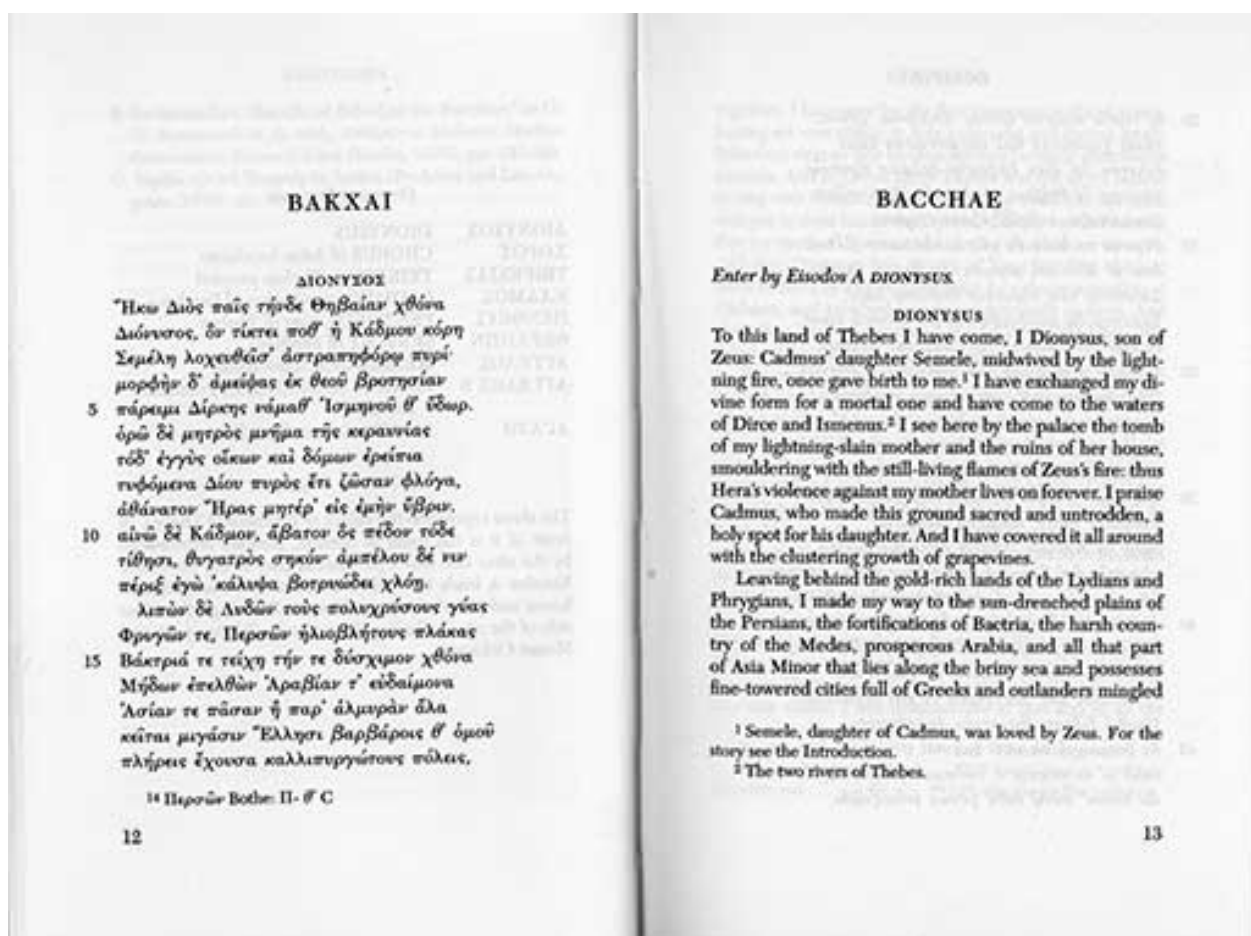 ΒΑΚΧΑΙ
ΔΙΟΝΥΣΟΣ
Ἥκω Διὸς παῖς τήνδε Θηβαίαν χθόνα
Διόνυσος, ὃν τίκτει ποθ’ ἡ Κάδμου κόρη
Σεμέλη λοχευθεῖσ’ ἀστραπηφόρῳ πυρί·
μορφὴν δ’ ἀμείψας ἐκ θεοῦ βροτησίαν
5 πάρειμι Δίρκης νάμαθ’ Ἰσμηνοῦ θ’ ὕδωρ.
ὁρῶ δὲ μητρὸς μνῆμα τῆς κεραυνίας
τόδ’ ἐγγὺς οἴκων καὶ δόμων ἐρείπια
τυφόμενα Δίου πυρὸς ἔτι ζῶσαν φλόγα,
ἀθάνατον Ἥρας μητέρ’ εἰς ἐμὴν ὕβριν.
10 αἰνῶ δὲ Κάδμον, ἄβατον ὃς πέδον τόδε
τίθησι, θυγατρὸς σηκόν· ἀμπέλου δέ νιν
πέριξ ἐγὼ ’κάλυψα βοτρυώδει χλόῃ.
λιπὼν δὲ Λυδῶν τοὺς πολυχρύσους γύας
Φρυγῶν τε, Περσῶν ἡλιοβλήτους πλάκας
15 Βάκτριά τε τείχη τήν τε δύσχιμον χθόνα
Μήδων ἐπελθὼν Ἀραβίαν τ’ εὐδαίμονα
Ἀσίαν τε πᾶσαν ἣ παρ’ ἁλμυρὰν ἅλα
κεῖται μιγάσιν Ἕλλησι βαρβάροις θ’ ὁμοῦ
πλήρεις ἔχουσα καλλιπυργώτους πόλεις,
14 Περσῶν Bothe: Π- θ’ C
12
BACCHAE
Enter by Eisodos A DIONYSUS.
DIONYSUS
To this land of Thebes I have come, I Dionysus, son of
Zeus: Cadmus’ daughter Semele, midwived by the light-
ning fire, once gave birth to me.1 I have exchanged my di-
vine form for a mortal one and have come to the waters
of Dirce and Ismenus.2 I see here by the palace the tomb
of my lightning-slain mother and the ruins of her house,
smouldering with the still-living flames of Zeus’s fire: thus
Hera’s violence against my mother lives on forever. I praise
Cadmus, who made this ground sacred and untrodden, a
holy spot for his daughter. And I have covered it all around
with the clustering growth of grapevines.
Leaving behind the gold-rich lands of the Lydians and
Phrygians, I made my way to the sun-drenched plains of
the Persians, the fortifications of Bactria, the harsh coun-
try of the Medes, prosperous Arabia, and all that part
of Asia Minor that lies along the briny sea and possesses
fine-towered cities full of Greeks and outlanders mingled
1 Semele, daughter of Cadmus, was loved by Zeus. For the
story see the Introduction.
2 The two rivers of Thebes.
13